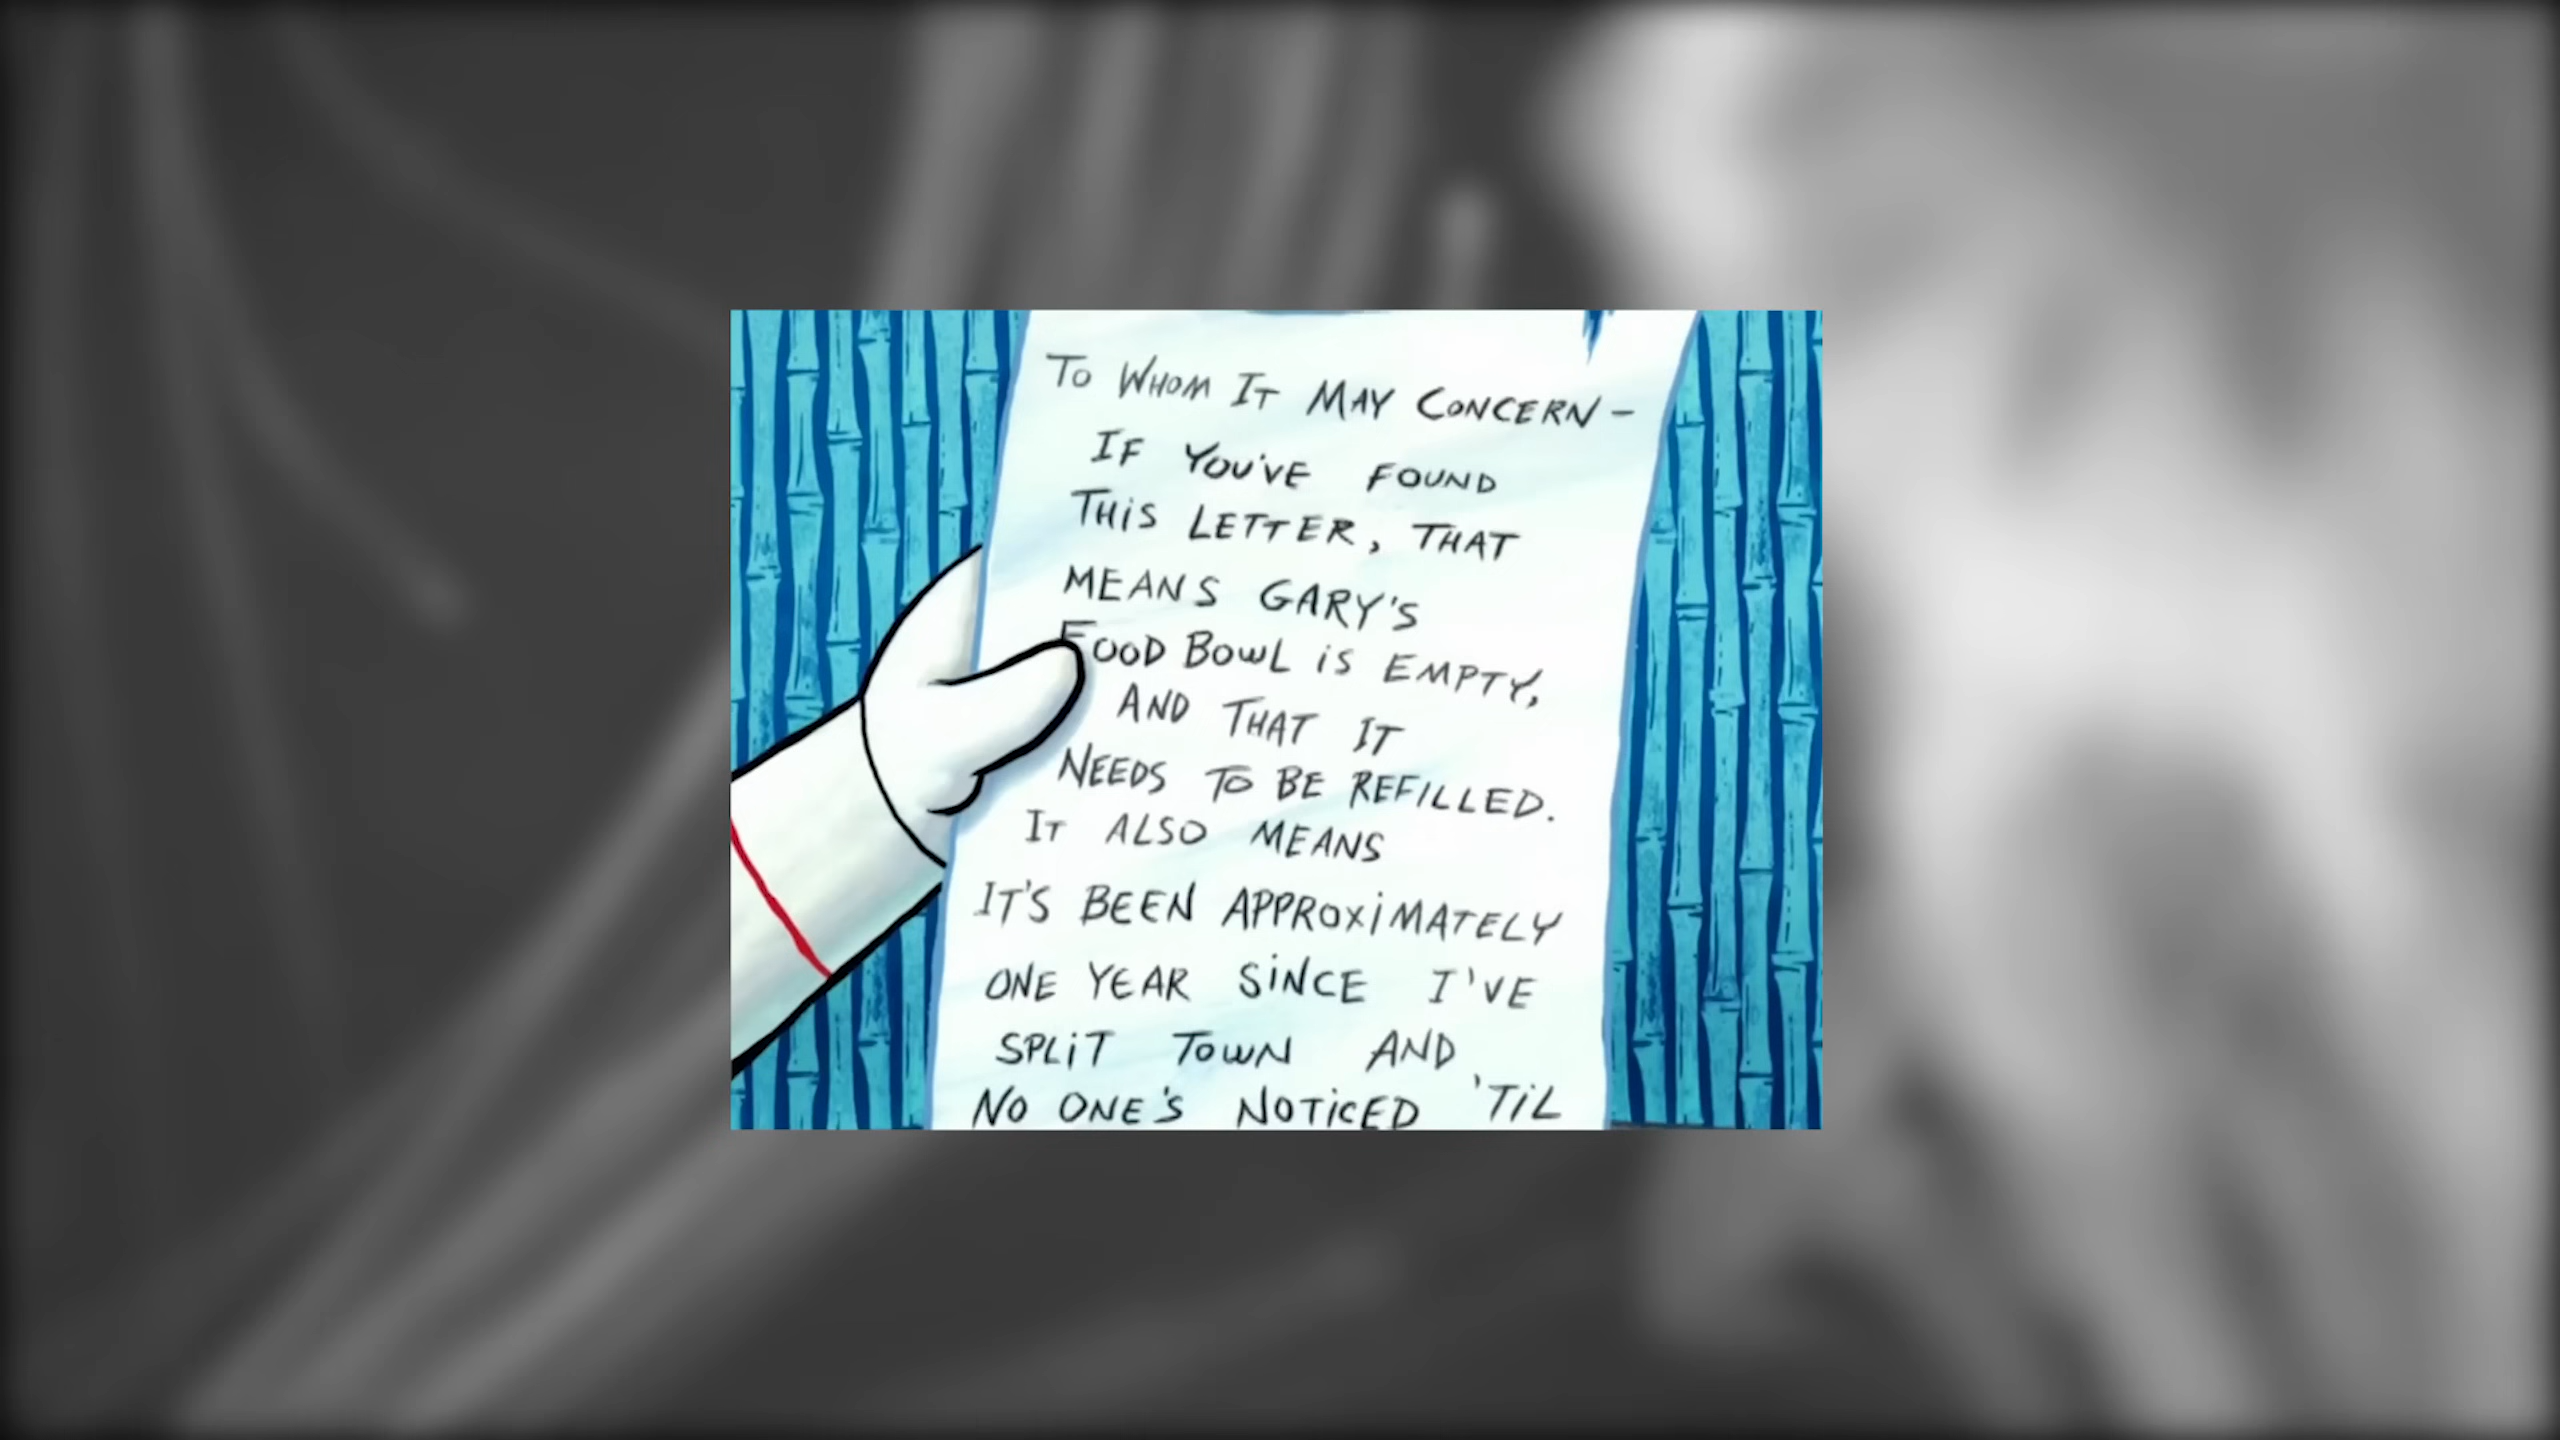 To Whom It May Concern-
If You've Found
This Letter, That
Means Gary's
Food Bowl is Empty,
And That It
Needs To Be Refilled.
It Also Means
It's Been Approximately
One Year Since I've
Split Town And
No One's Noticed 'Til